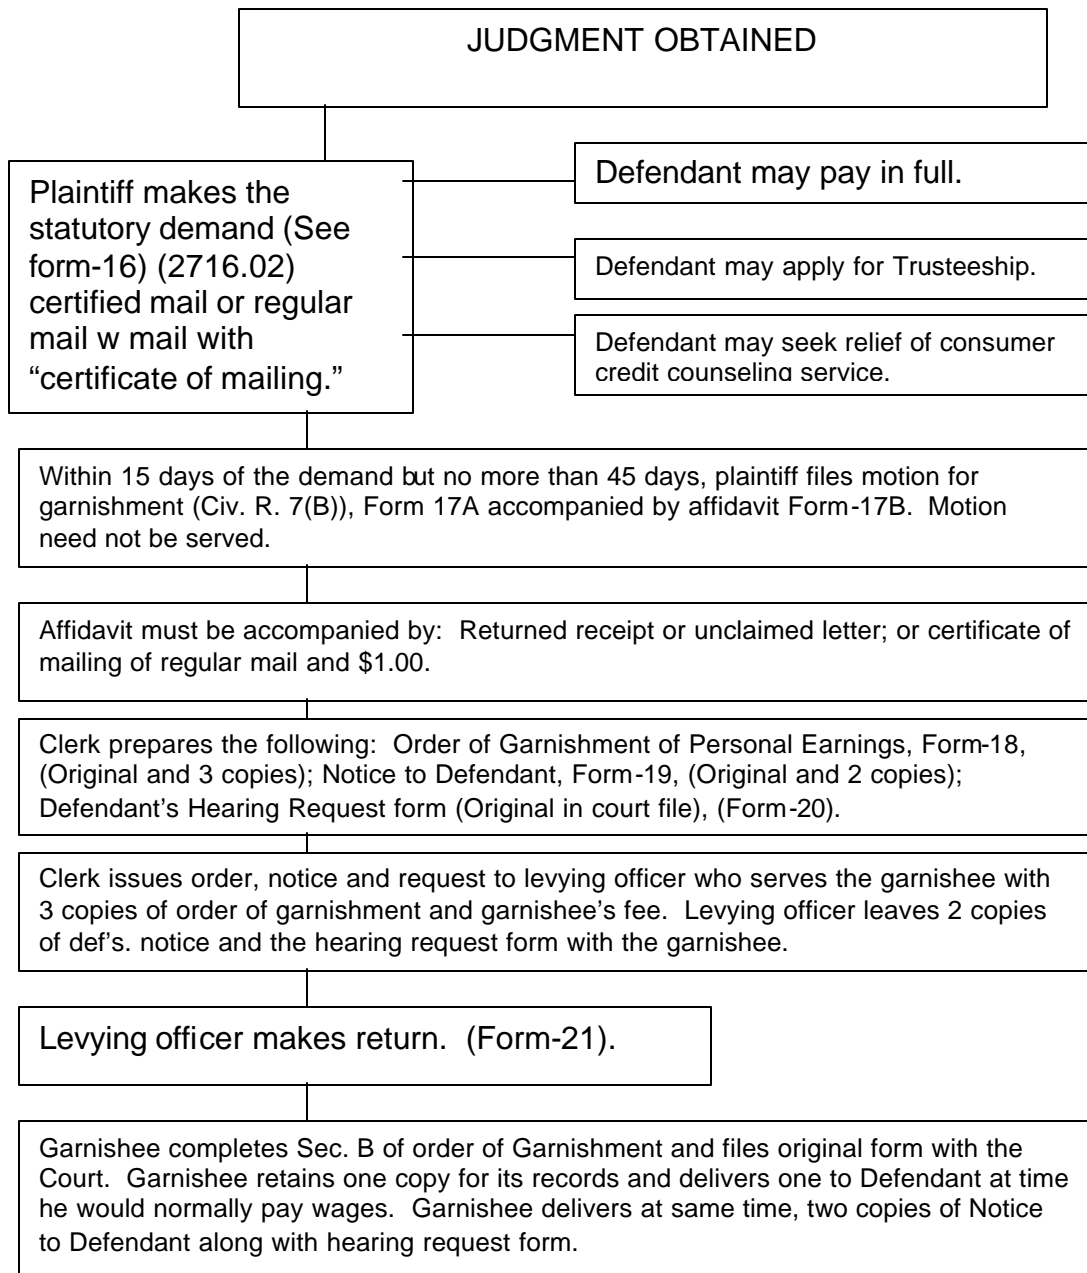 JUDGMENT OBTAINED
Plaintiff makes the
statutory demand (See
form-16) (2716.02)
certified mail or regular
mail w mail with
“certificate of mailing.”
Defendant may pay in full.
Defendant may apply for Trusteeship.
Defendant may seek relief of consumer
credit counseling service.
Within 15 days of the demand but no more than 45 days, plaintiff files motion for
garnishment (Civ. R. 7(B)), Form 17A accompanied by affidavit Form-17B.  Motion
need not be served.
Affidavit must be accompanied by:  Returned receipt or unclaimed letter; or certificate of
mailing of regular mail and $1.00.
Clerk prepares the following:  Order of Garnishment of Personal Earnings, Form-18,
(Original and 3 copies); Notice to Defendant, Form-19, (Original and 2 copies);
Defendant’s Hearing Request form (Original in court file), (Form-20).
Clerk issues order, notice and request to levying officer who serves the garnishee with
3 copies of order of garnishment and garnishee’s fee.  Levying officer leaves 2 copies
of def’s. notice and the hearing request form with the garnishee.
Levying officer makes return.  (Form-21).
Garnishee completes Sec. B of order of Garnishment and files original form with the
Court.  Garnishee retains one copy for its records and delivers one to Defendant at time
he would normally pay wages.  Garnishee delivers at same time, two copies of Notice
to Defendant along with hearing request form.